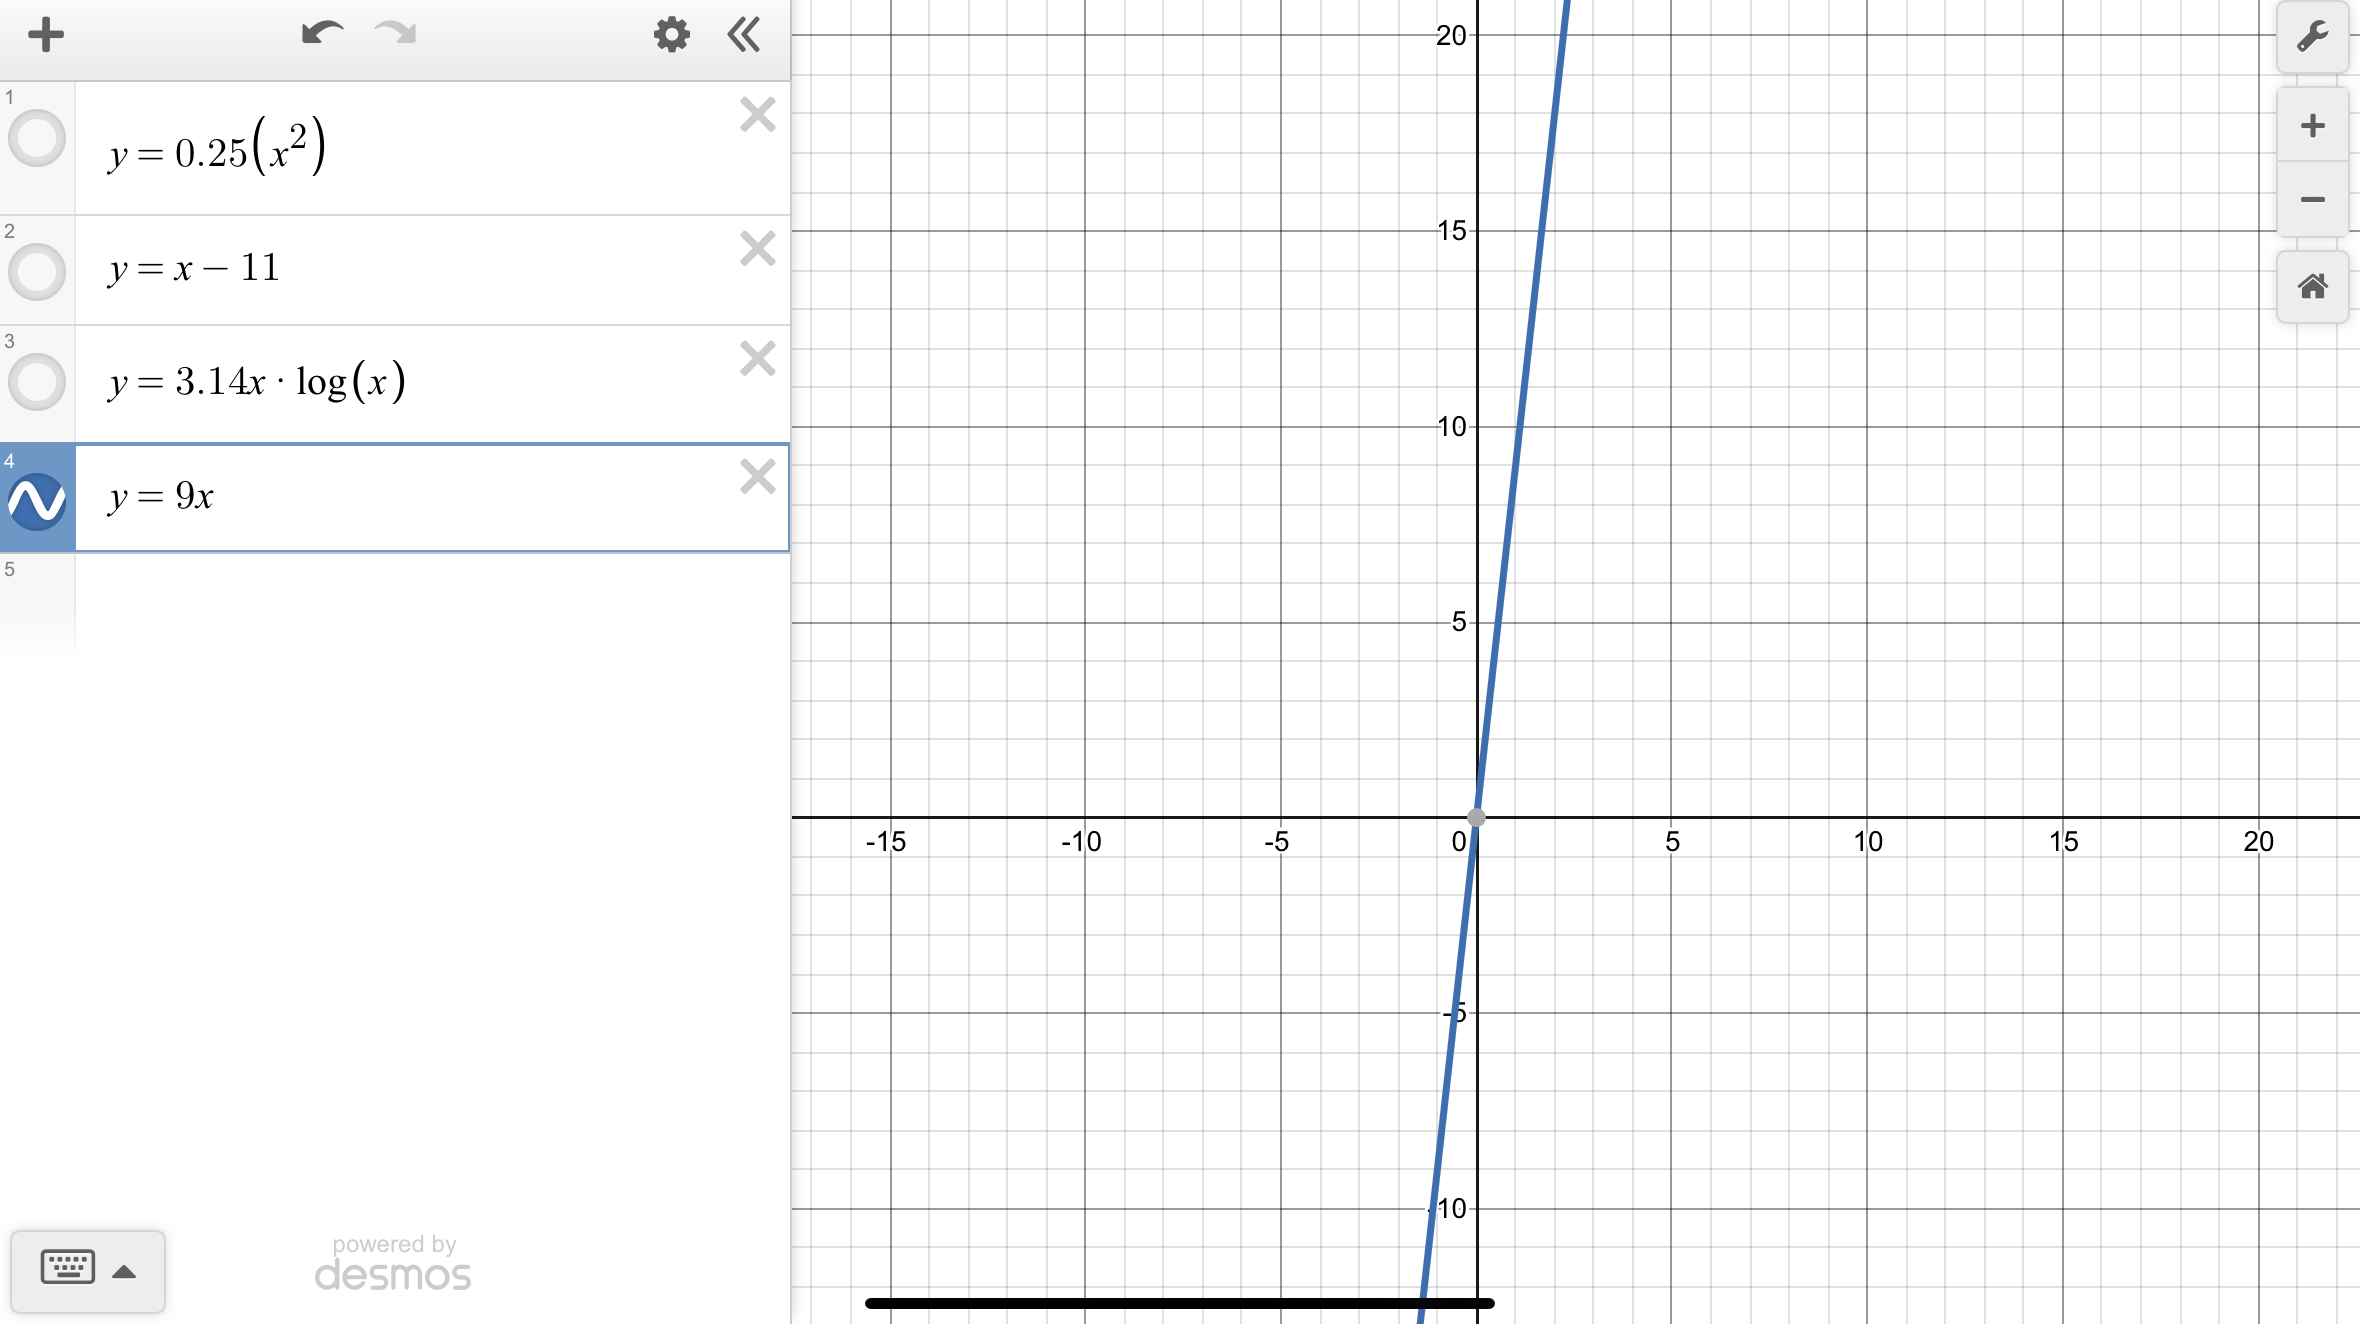 1
y = 0.25(x²)
2
y = x − 11
3
y = 3.14x · log(x)
4
y = 9x
5
powered by
desmos
20
15
10
5
-15 -10 -5 0 5 10 15 20
-5
-10